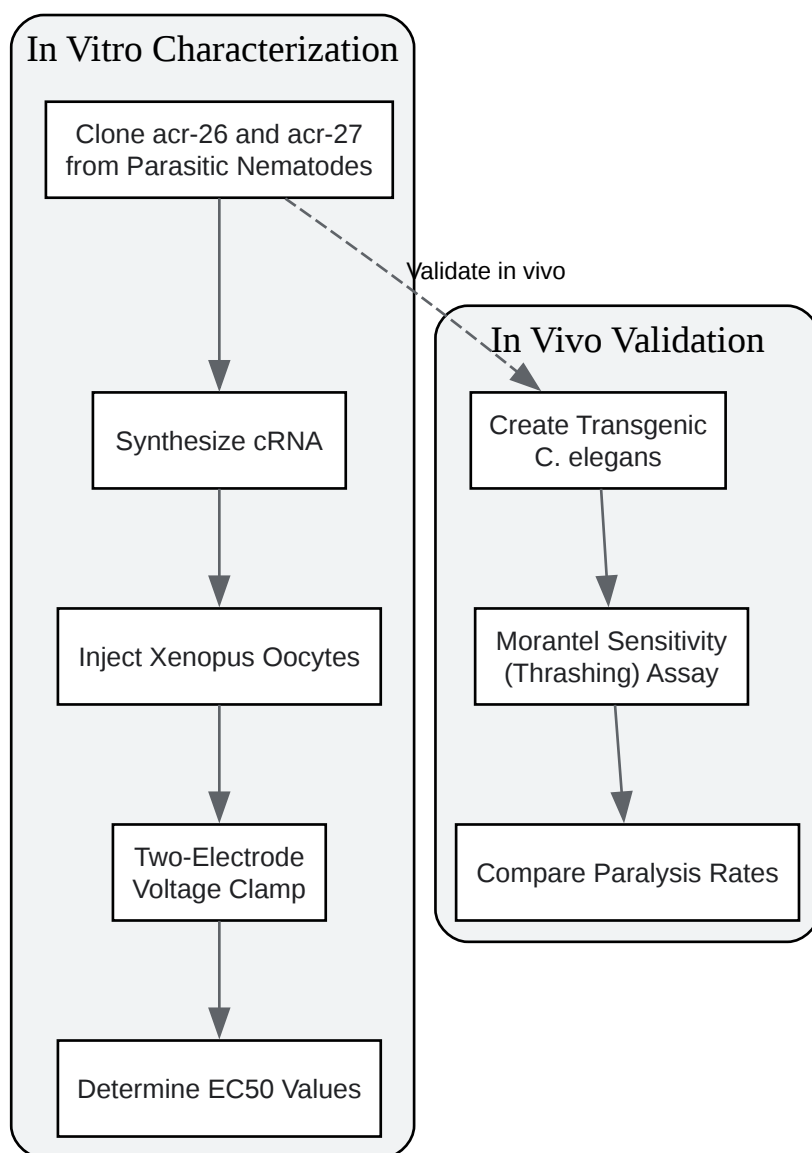 In Vitro Characterization
Clone acr-26 and acr-27
from Parasitic Nematodes
Validate in vivo
Synthesize cRNA
Inject Xenopus Oocytes
Two-Electrode
Voltage Clamp
Determine EC50 Values
In Vivo Validation
Create Transgenic
C. elegans
Morantel Sensitivity
(Thrashing) Assay
Compare Paralysis Rates